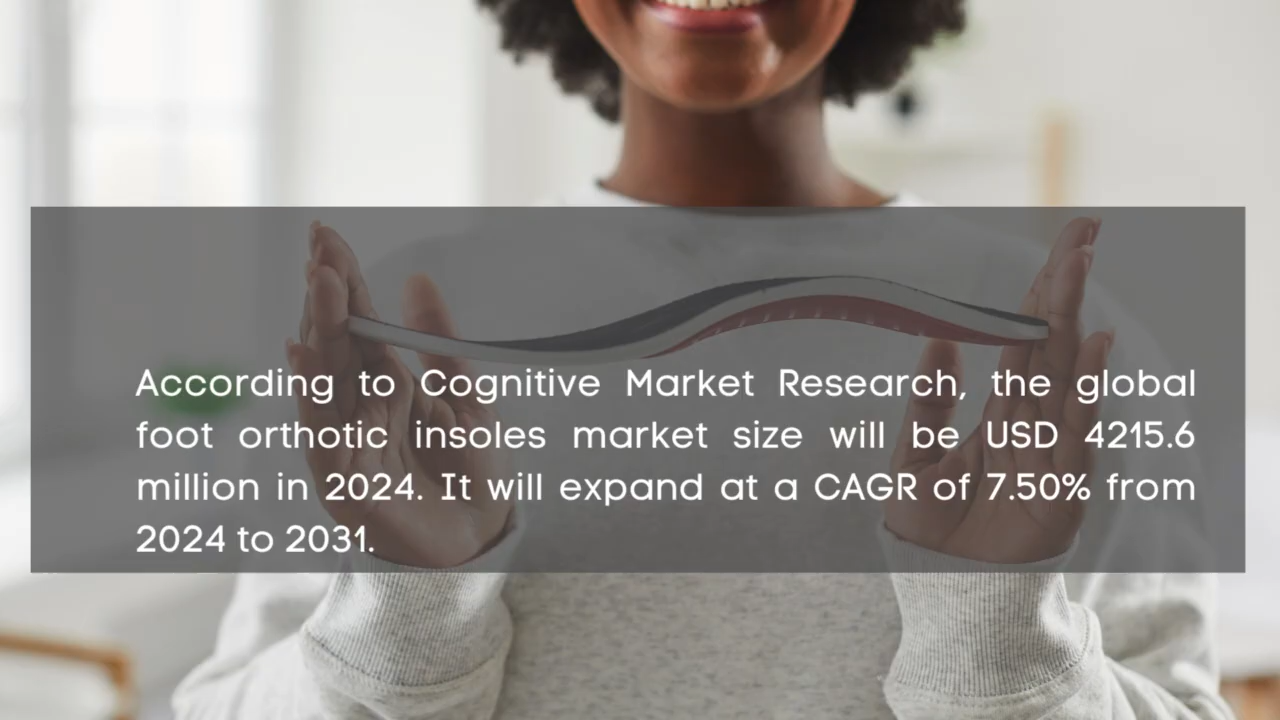 According to Cognitive Market Research, the global
foot orthotic insoles market size will be USD 4215.6
million in 2024. It will expand at a CAGR of 7.50% from
2024 to 2031.